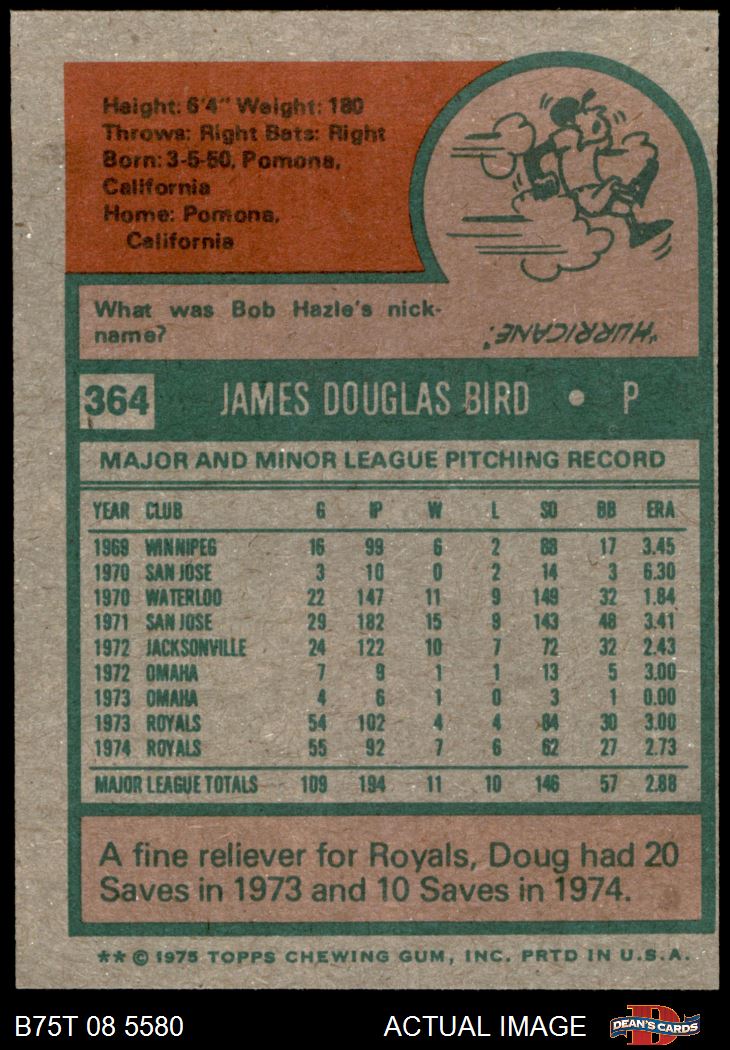 Height: 6'4" Weight: 180
Throws: Right Bats: Right
Born: 3-5-50, Pomona,
California
Home: Pomona,
California
What was Bob Hazle's nick-
name?
"HURRICANE."
364 JAMES DOUGLAS BIRD • P
MAJOR AND MINOR LEAGUE PITCHING RECORD
YEAR CLUB G IP W L SO BB ERA
1969 WINNIPEG 16 99 6 2 88 17 3.45
1970 SAN JOSE 3 10 0 2 14 3 6.30
1970 WATERLOO 22 147 11 9 149 32 1.84
1971 SAN JOSE 29 182 15 9 143 48 3.41
1972 JACKSONVILLE 24 122 10 7 72 32 2.43
1972 OMAHA 7 9 1 1 13 5 3.00
1973 OMAHA 4 6 1 0 3 1 0.00
1973 ROYALS 54 102 4 4 84 30 3.00
1974 ROYALS 55 92 7 6 62 27 2.73
MAJOR LEAGUE TOTALS 109 194 11 10 146 57 2.88
A fine reliever for Royals, Doug had 20
Saves in 1973 and 10 Saves in 1974.
** © 1975 TOPPS CHEWING GUM, INC. PRTD IN U.S.A.
B75T 08 5580 ACTUAL IMAGE DEAN'S CARDS